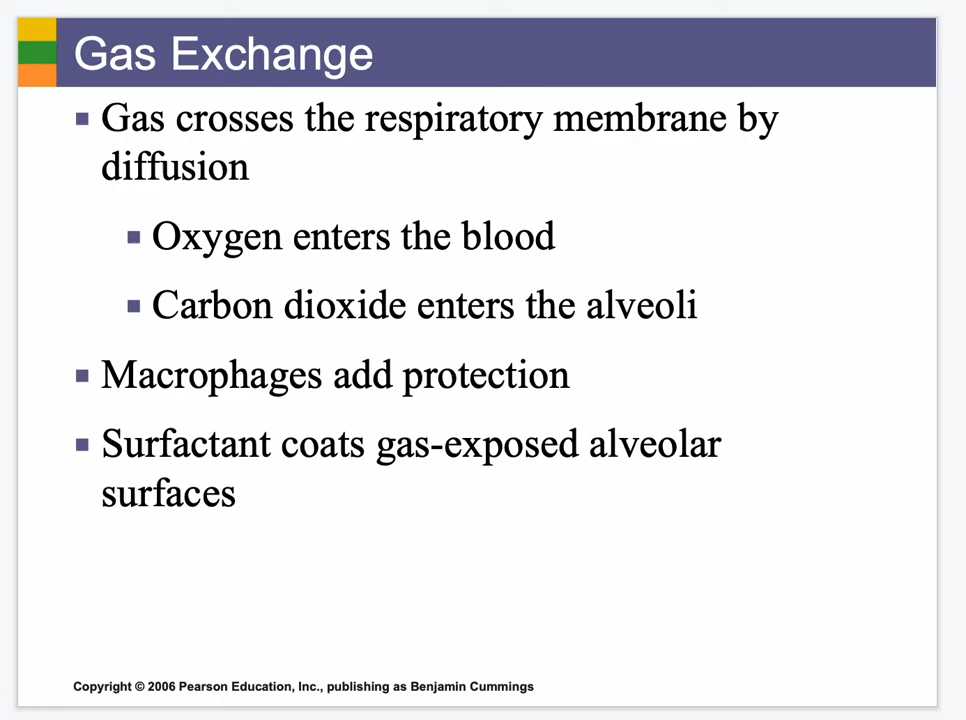 Gas Exchange
Gas crosses the respiratory membrane by
diffusion
Oxygen enters the blood
Carbon dioxide enters the alveoli
Macrophages add protection
Surfactant coats gas-exposed alveolar
surfaces
Copyright © 2006 Pearson Education, Inc., publishing as Benjamin Cummings